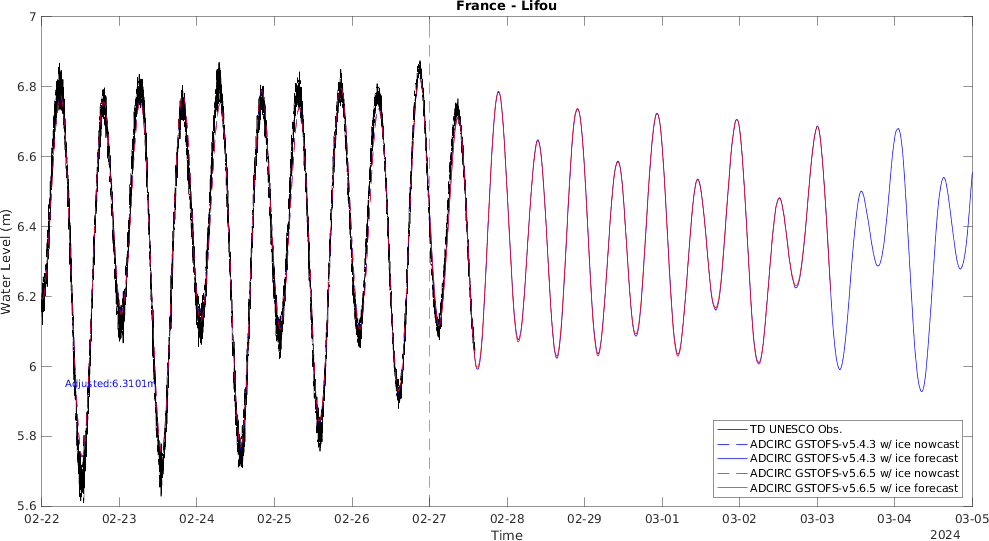 France - Lifou
7
6.8
6.6
6.4
6.2
6
5.8
5.6
Water Level (m)
Adjusted:6.3101m
TD UNESCO Obs.
ADCIRC GSTOFS-v5.4.3 w/ ice nowcast
ADCIRC GSTOFS-v5.4.3 w/ ice forecast
ADCIRC GSTOFS-v5.6.5 w/ ice nowcast
ADCIRC GSTOFS-v5.6.5 w/ ice forecast
02-22 02-23 02-24 02-25 02-26 02-27 02-28 02-29 03-01 03-02 03-03 03-04 03-05
Time
2024